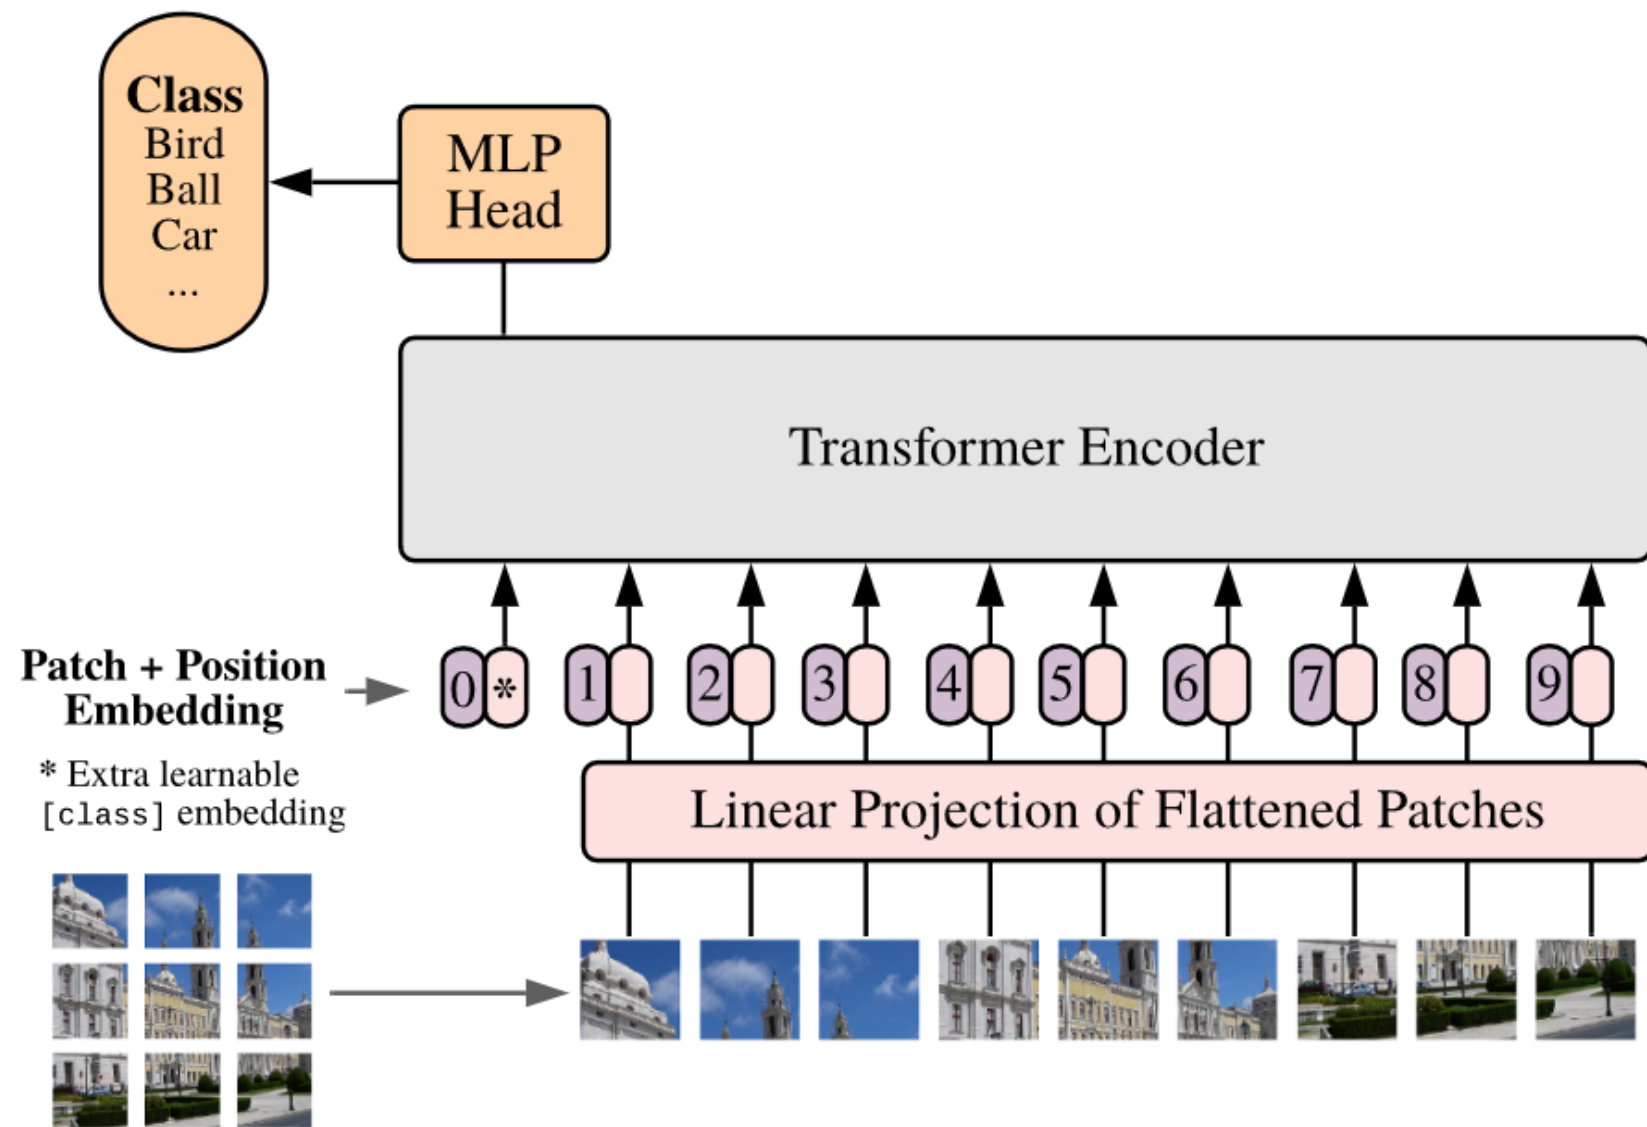 Class
Bird
Ball
Car
...
MLP
Head
Transformer Encoder
Patch + Position
Embedding
0 * 1 2 3 4 5 6 7 8 9
* Extra learnable
[class] embedding
Linear Projection of Flattened Patches